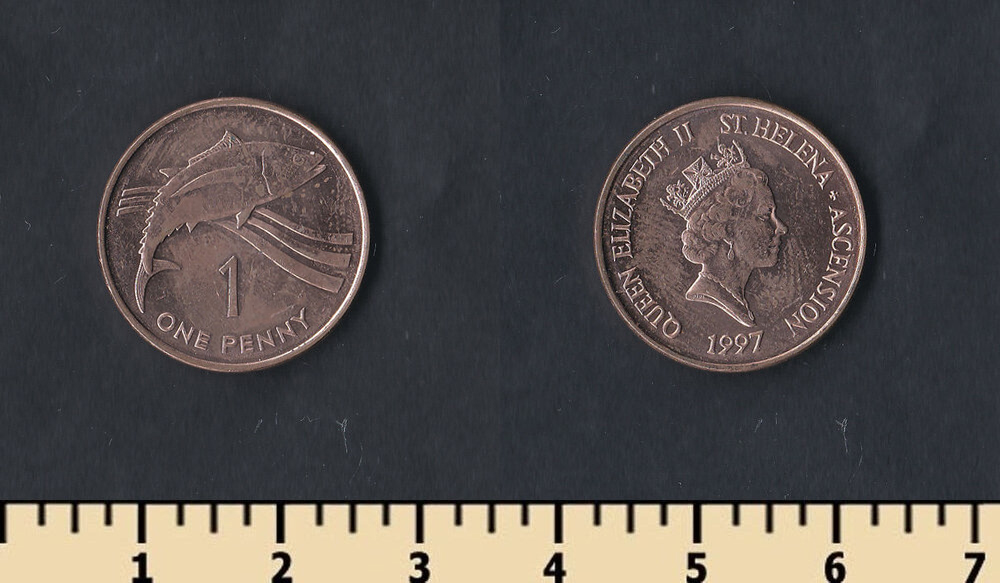 1
ONE PENNY
QUEEN ELIZABETH II ST. HELENA + ASCENSION
1997
1 2 3 4 5 6 7